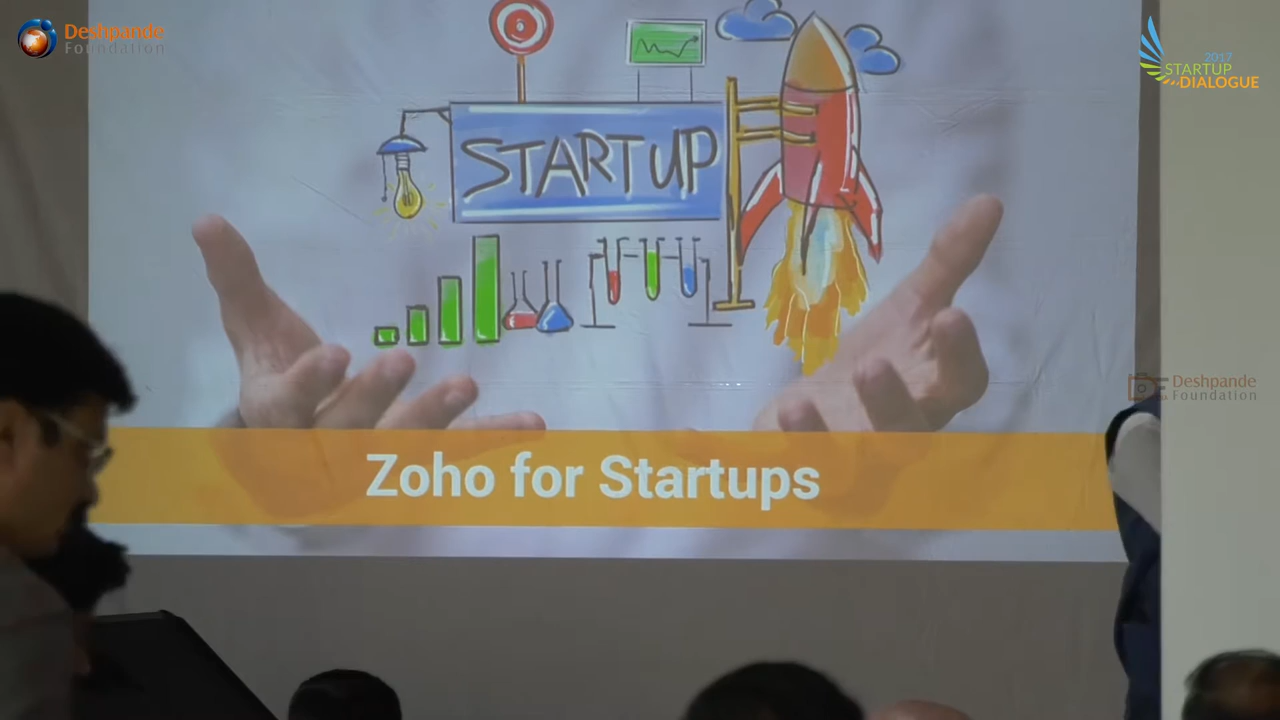 Deshpande
Foundation
2017
STARTUP
DIALOGUE
STARTUP
Deshpande
Foundation
Zoho for Startups